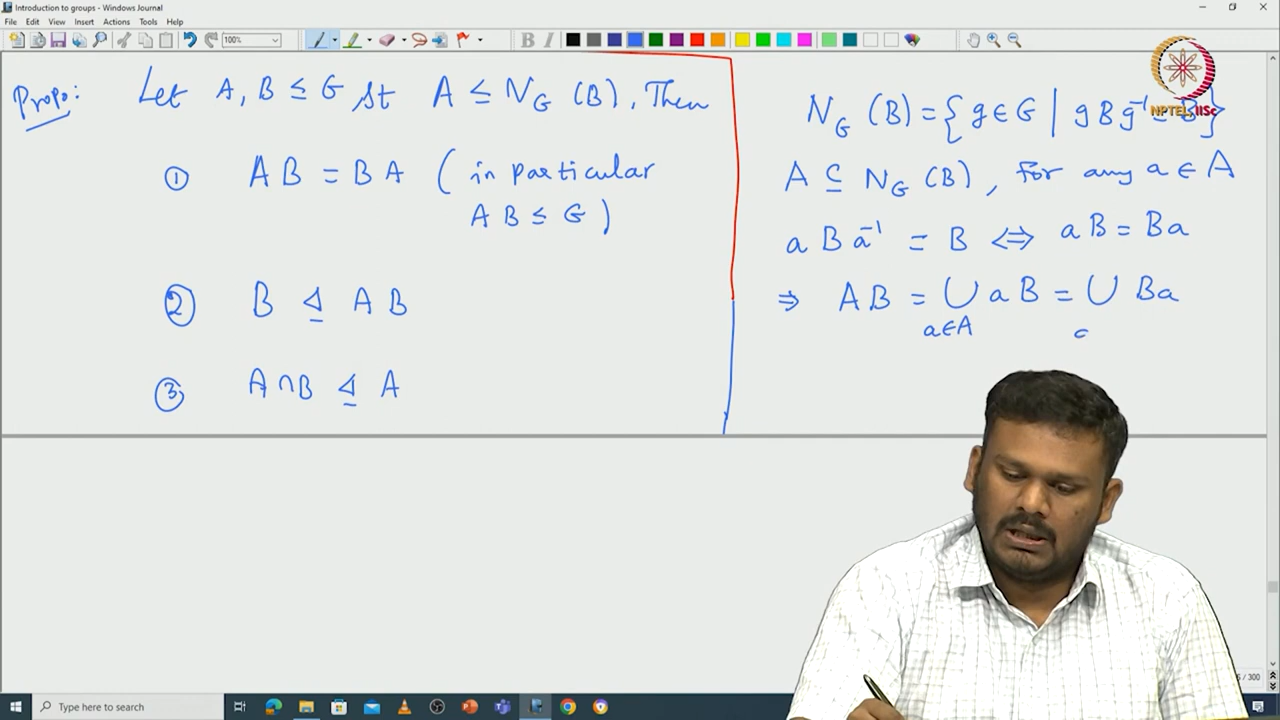 Introduction to groups - Windows Journal
File Edit View Insert Actions Tools Help
100%
Propo: Let A, B ≤ G st A ≤ N_G (B), Then
① AB = BA (in particular
AB ≤ G)
② B ⊴ AB
③ A∩B ⊴ A
N_G (B) = { g ∈ G | g B g⁻¹ = B }
A ⊆ N_G (B), for any a ∈ A
a B a⁻¹ = B ⇔ aB = Ba
⇒ AB = ∪ aB = ∪ Ba
a∈A
NPTEL, IISc
Type here to search